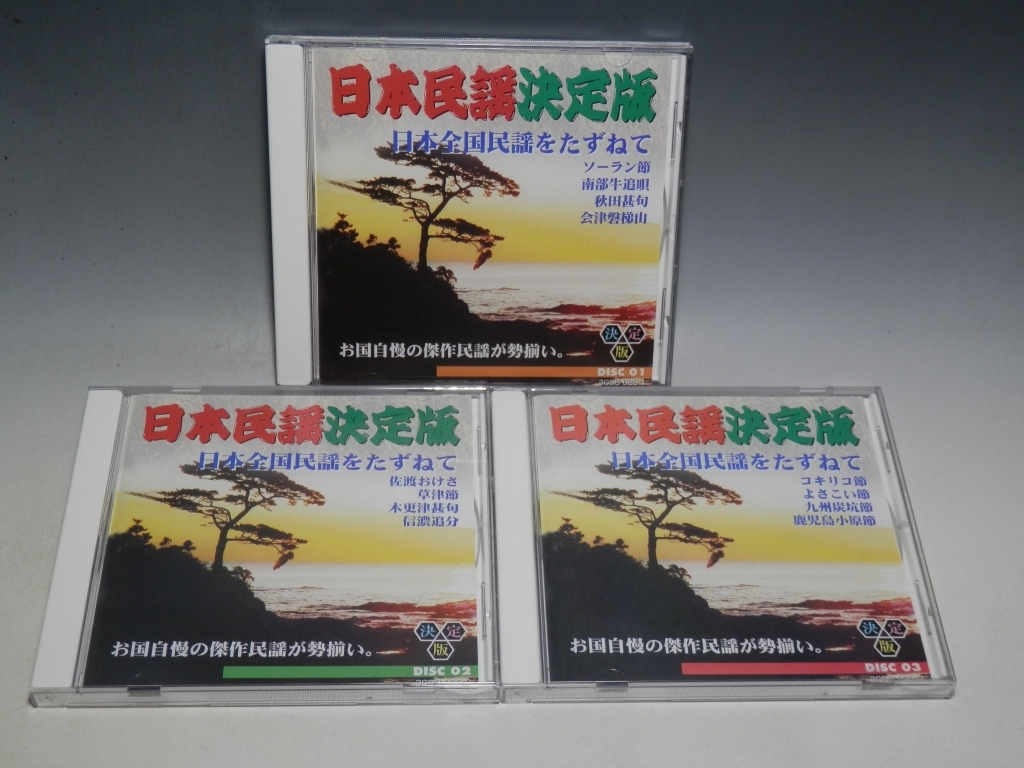 日本民謡決定版
日本全国民謡をたずねて
ソーラン節
南部牛追唄
秋田甚句
会津磐梯山
お国自慢の傑作民謡が勢揃い。
決定
版
DISC 01
日本民謡決定版
日本全国民謡をたずねて
佐渡おけさ
草津節
木更津甚句
信濃追分
お国自慢の傑作民謡が勢揃い。
決定
版
DISC 02
日本民謡決定版
日本全国民謡をたずねて
コキリコ節
よさこい節
九州炭坑節
鹿児島小原節
お国自慢の傑作民謡が勢揃い。
決定
版
DISC 03